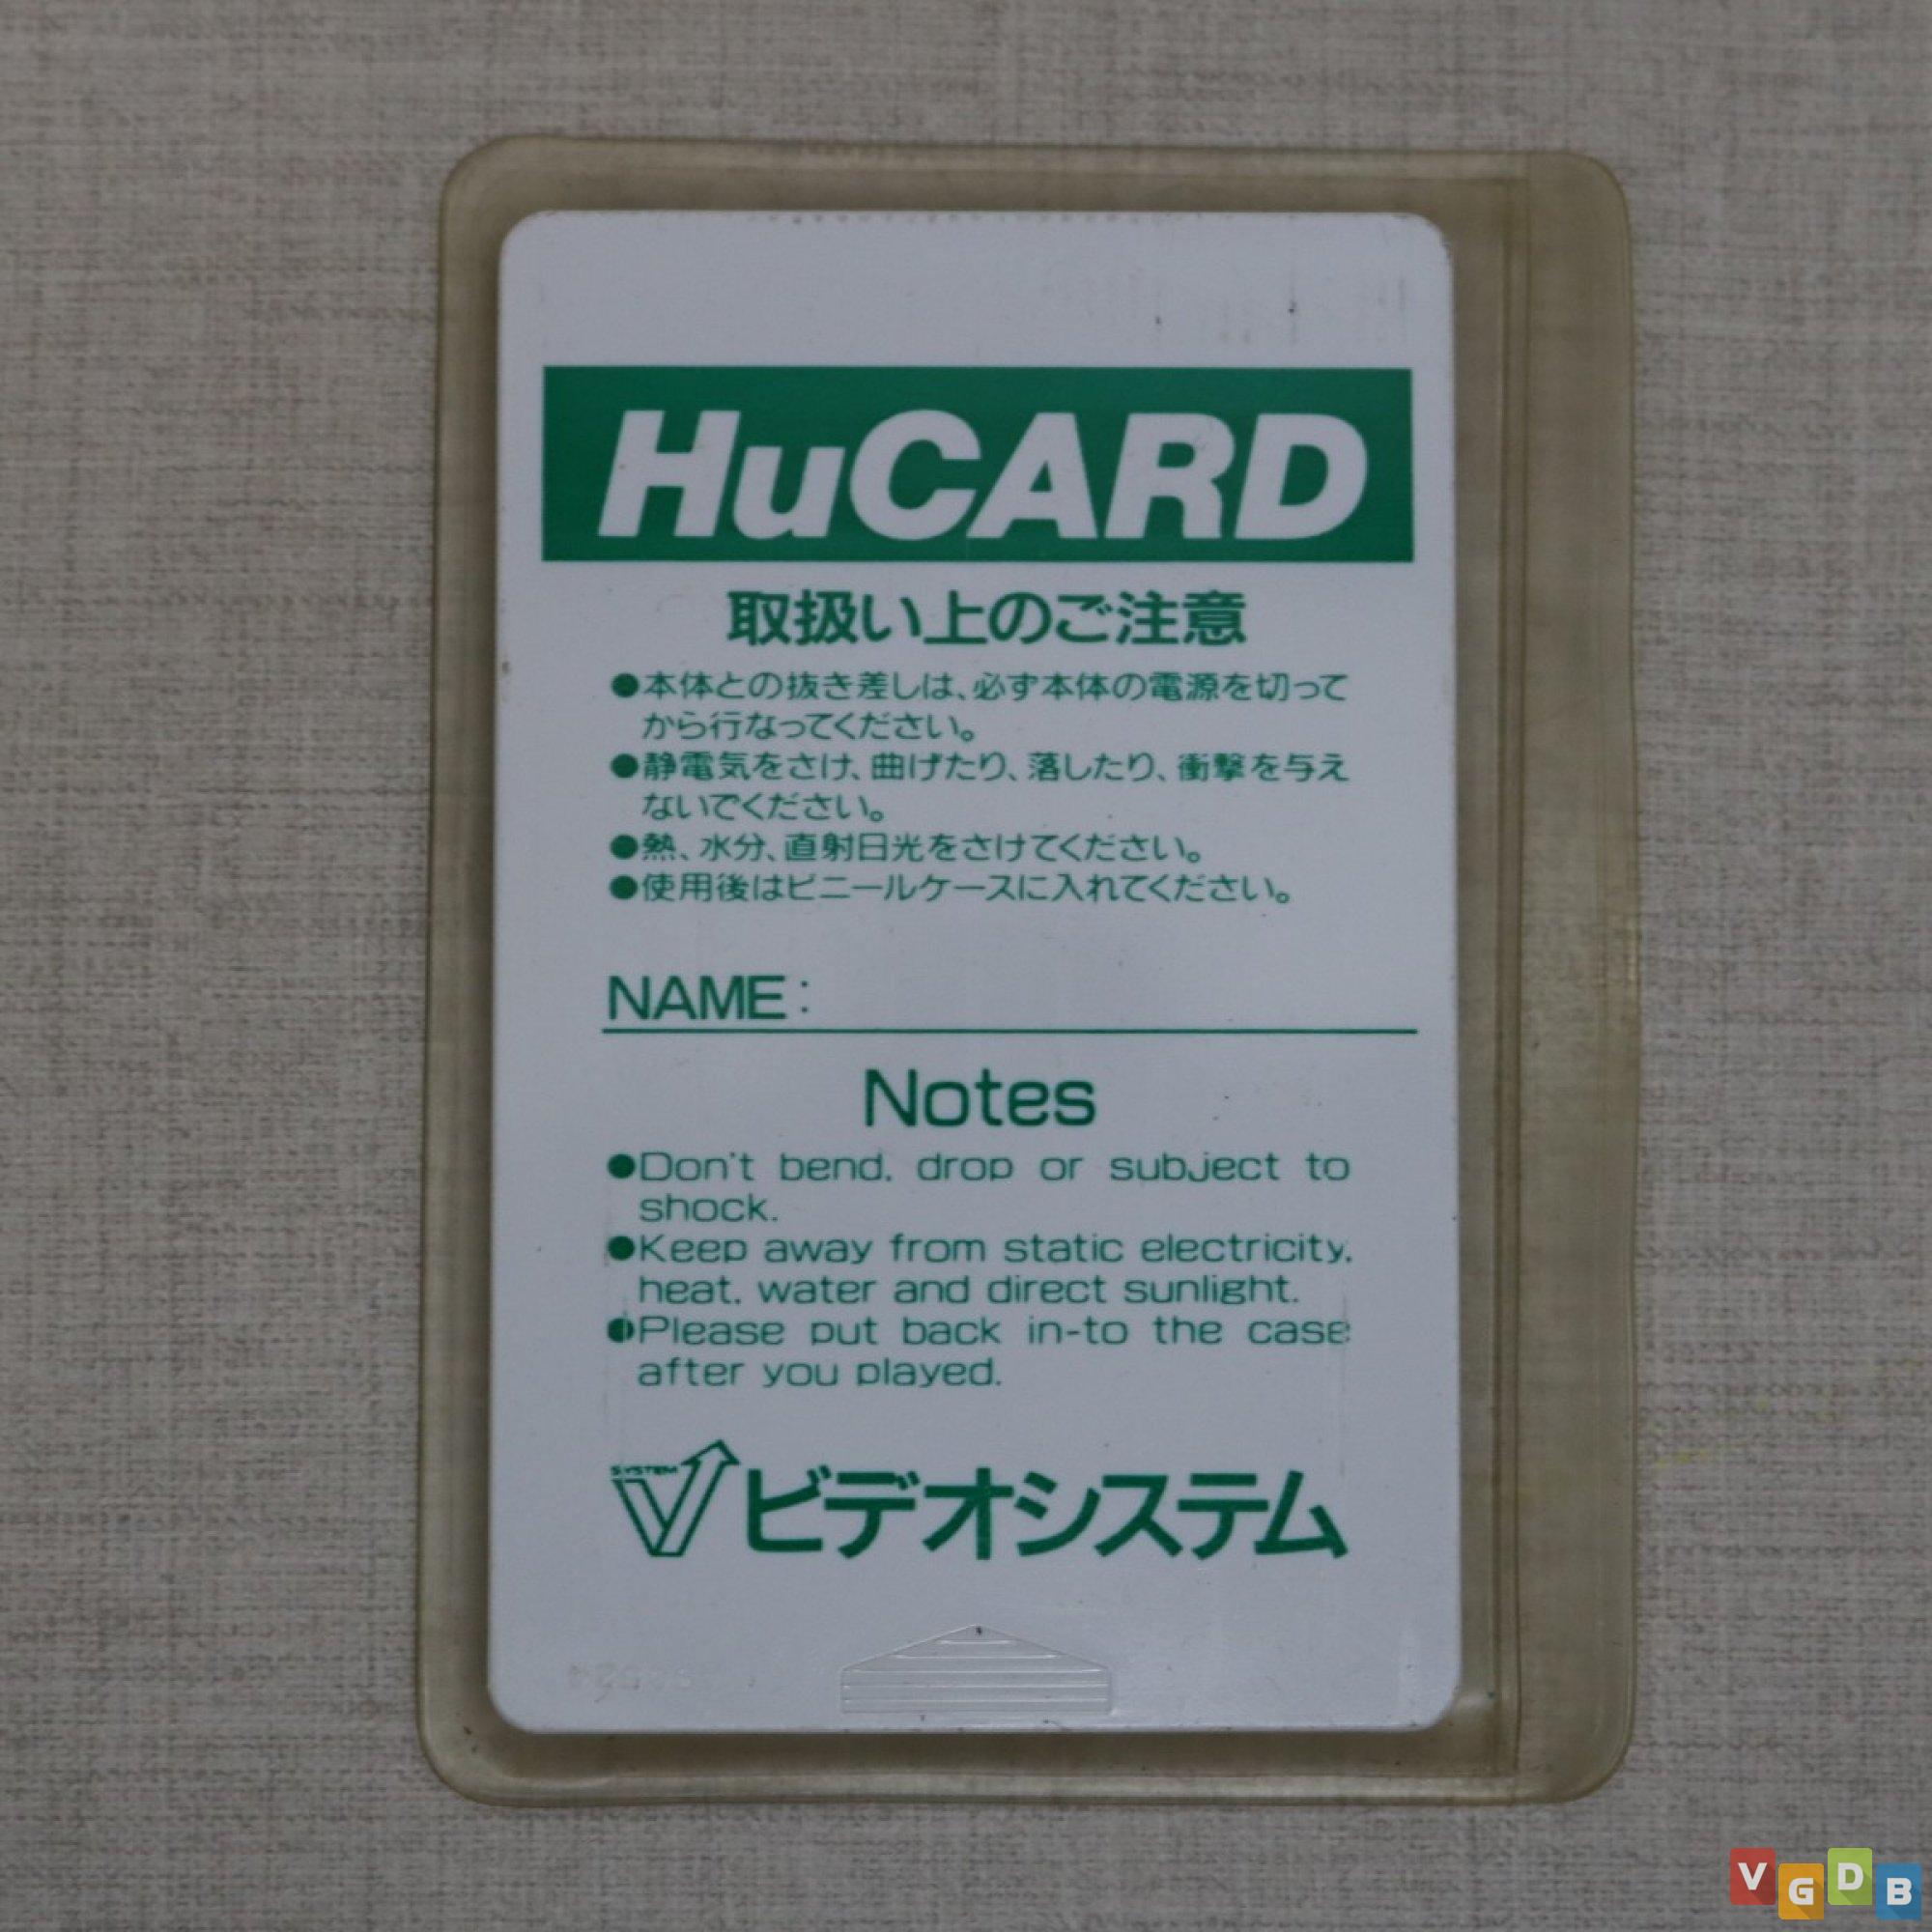 HuCARD
取扱い上のご注意
●本体との抜き差しは、必ず本体の電源を切って
から行なってください。
●静電気をさけ、曲げたり、落したり、衝撃を与え
ないでください。
●熱、水分、直射日光をさけてください。
●使用後はビニールケースに入れてください。
NAME:
Notes
●Don't bend, drop or subject to
shock.
●Keep away from static electricity,
heat, water and direct sunlight.
●Please put back in-to the case
after you played.
SYSTEM
ビデオシステム
VGDB